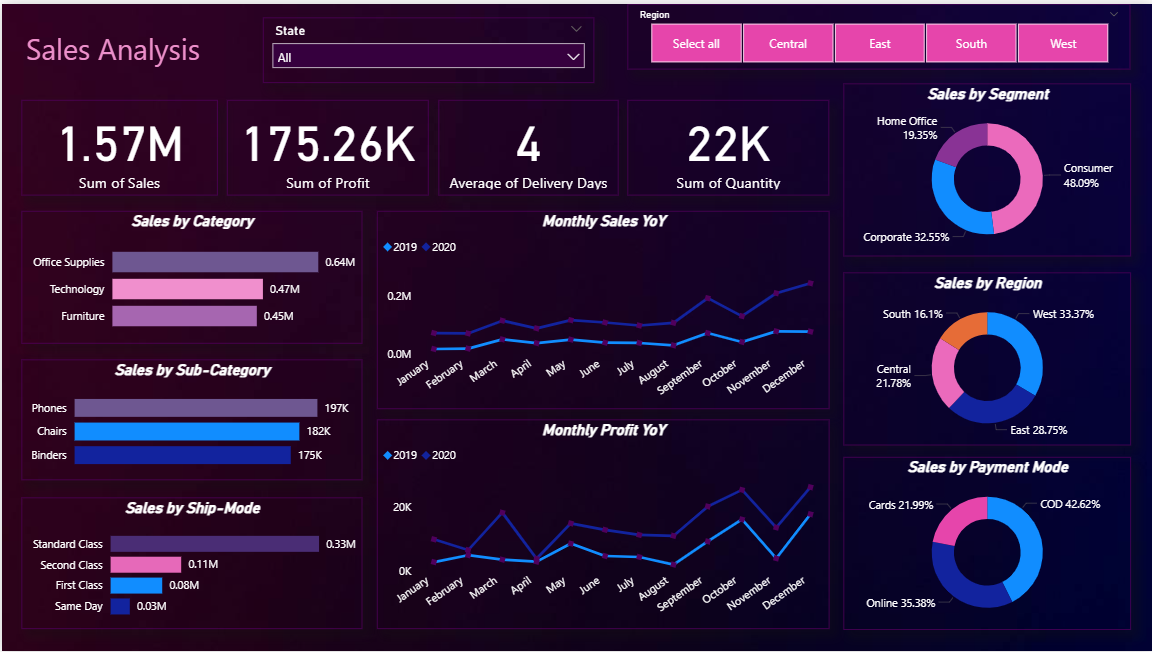 Sales Analysis
State
All
Region
Select all
Central
East
South
West
1.57M
Sum of Sales
175.26K
Sum of Profit
4
Average of Delivery Days
22K
Sum of Quantity
Sales by Segment
Home Office
19.35%
Consumer
48.09%
Corporate 32.55%
Sales by Category
Office Supplies 0.64M
Technology 0.47M
Furniture 0.45M
Monthly Sales YoY
2019 2020
0.2M
0.0M
January February March April May June July August September October November December
Sales by Region
South 16.1%
West 33.37%
Central
21.78%
East 28.75%
Sales by Sub-Category
Phones 197K
Chairs 182K
Binders 175K
Monthly Profit YoY
2019 2020
20K
0K
January February March April May June July August September October November December
Sales by Payment Mode
Cards 21.99%
COD 42.62%
Online 35.38%
Sales by Ship-Mode
Standard Class 0.33M
Second Class 0.11M
First Class 0.08M
Same Day 0.03M